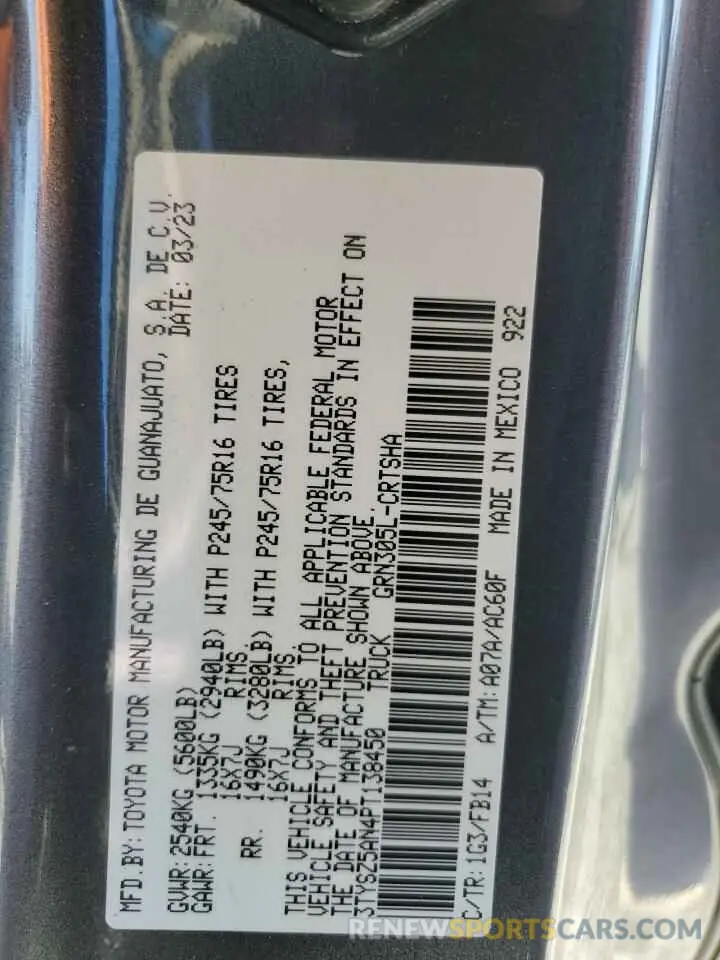 MFD.BY:TOYOTA MOTOR MANUFACTURING DE GUANAJUATO, S.A. DE C.V.
DATE: 03/23
GVWR:2540KG (5600LB)
GAWR:FRT. 1335KG (2940LB) WITH P245/75R16 TIRES
16X7J RIMS.
RR. 1490KG (3280LB) WITH P245/75R16 TIRES,
16X7J RIMS.
THIS VEHICLE CONFORMS TO ALL APPLICABLE FEDERAL MOTOR
VEHICLE SAFETY AND THEFT PREVENTION STANDARDS IN EFFECT ON
THE DATE OF MANUFACTURE SHOWN ABOVE.
3TYSZ5AN4PT138450 TRUCK GRN305L-CRTSHA
C/TR:1G3/FB14 A/TM:A07A/AC60F MADE IN MEXICO 922
RENEWSPORTSCARS.COM